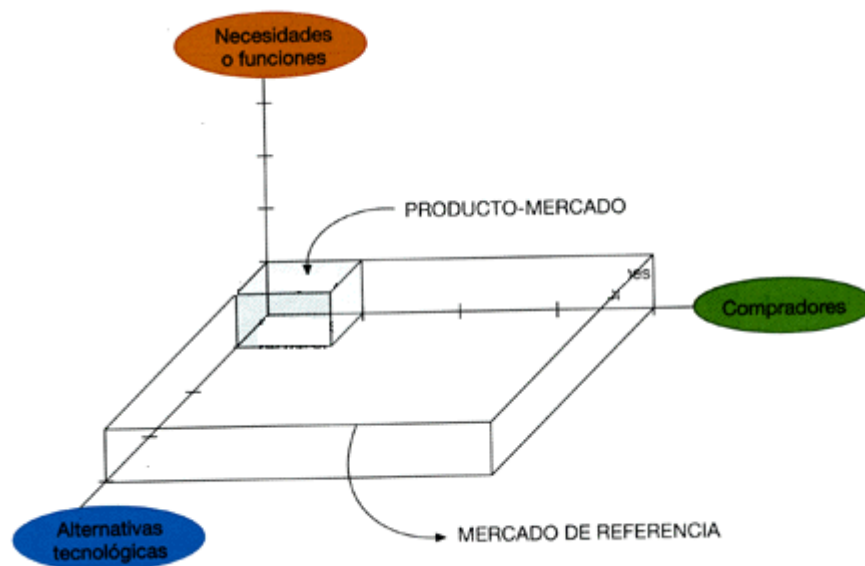 Necesidades
o funciones
PRODUCTO-MERCADO
Compradores
Alternativas
tecnológicas
MERCADO DE REFERENCIA